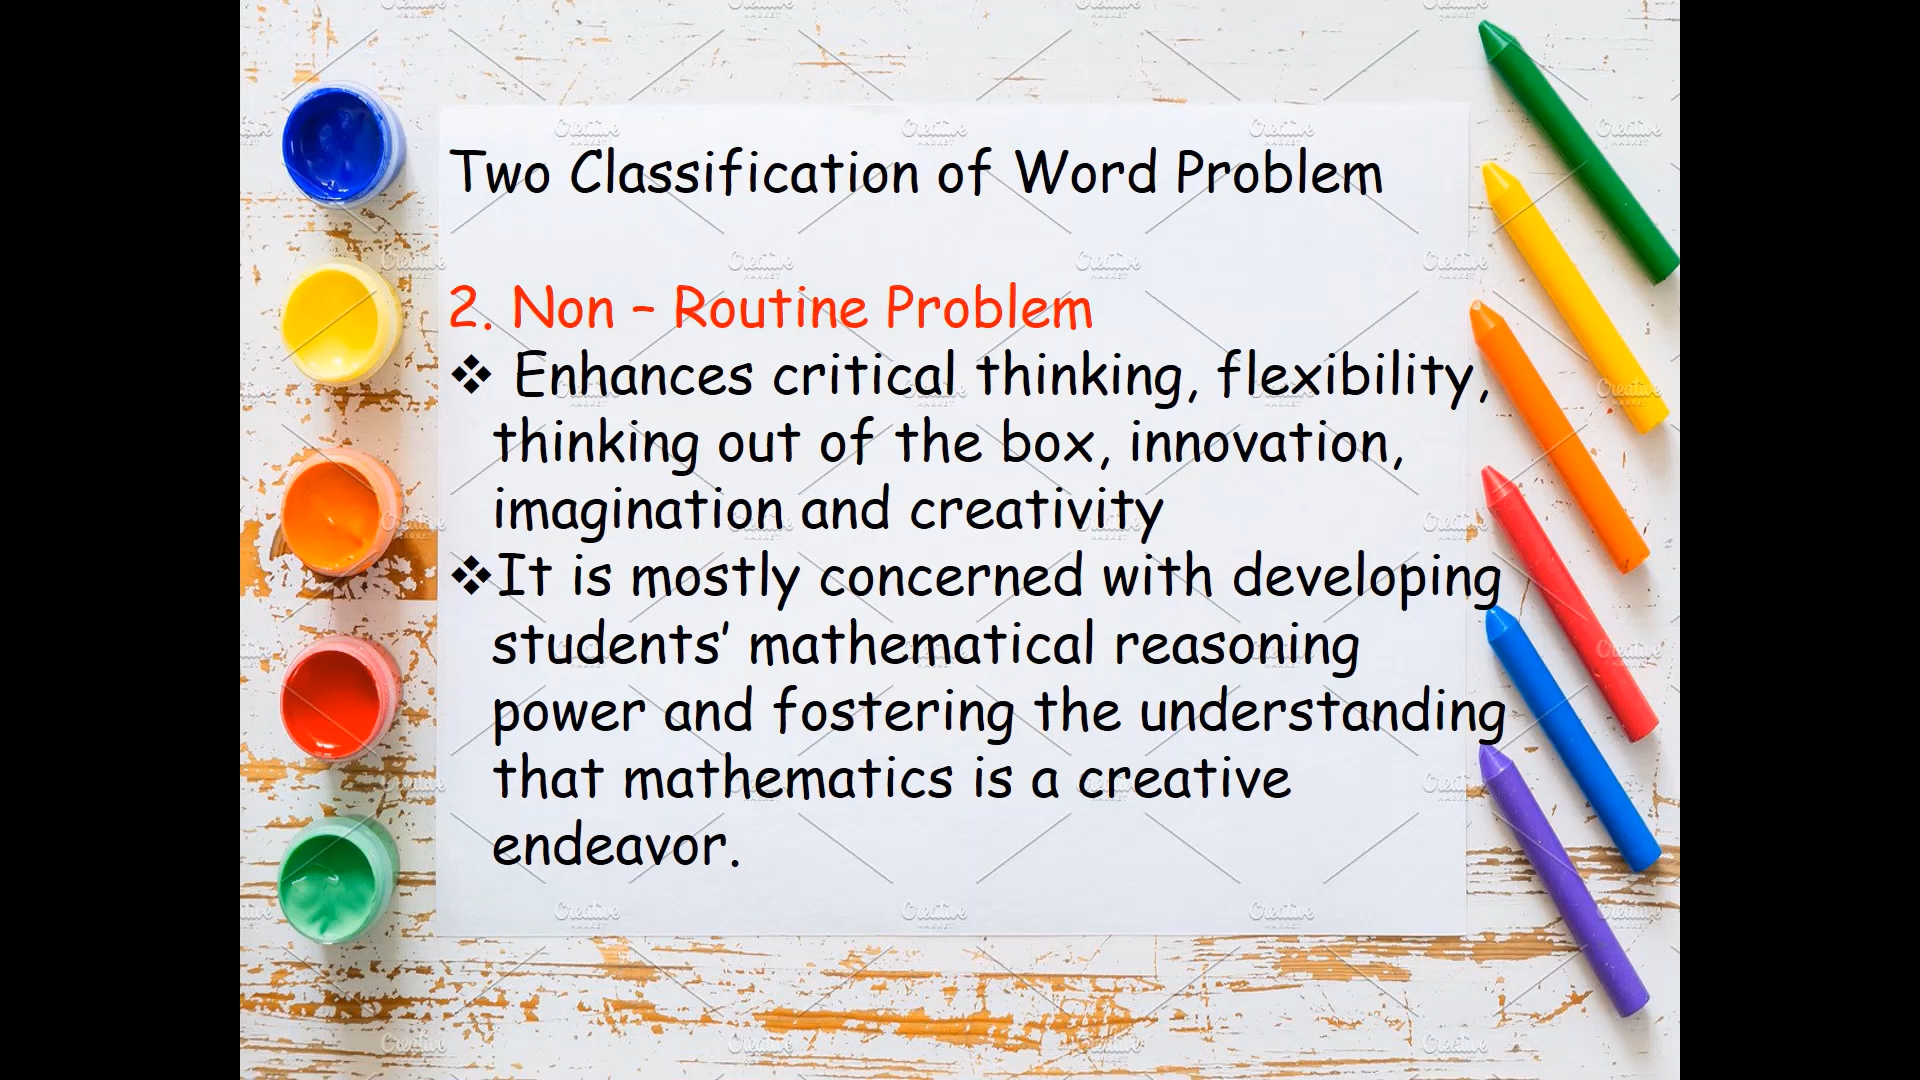 Two Classification of Word Problem
2. Non – Routine Problem
❖ Enhances critical thinking, flexibility,
thinking out of the box, innovation,
imagination and creativity
❖It is mostly concerned with developing
students’ mathematical reasoning
power and fostering the understanding
that mathematics is a creative
endeavor.
Creative MARKET